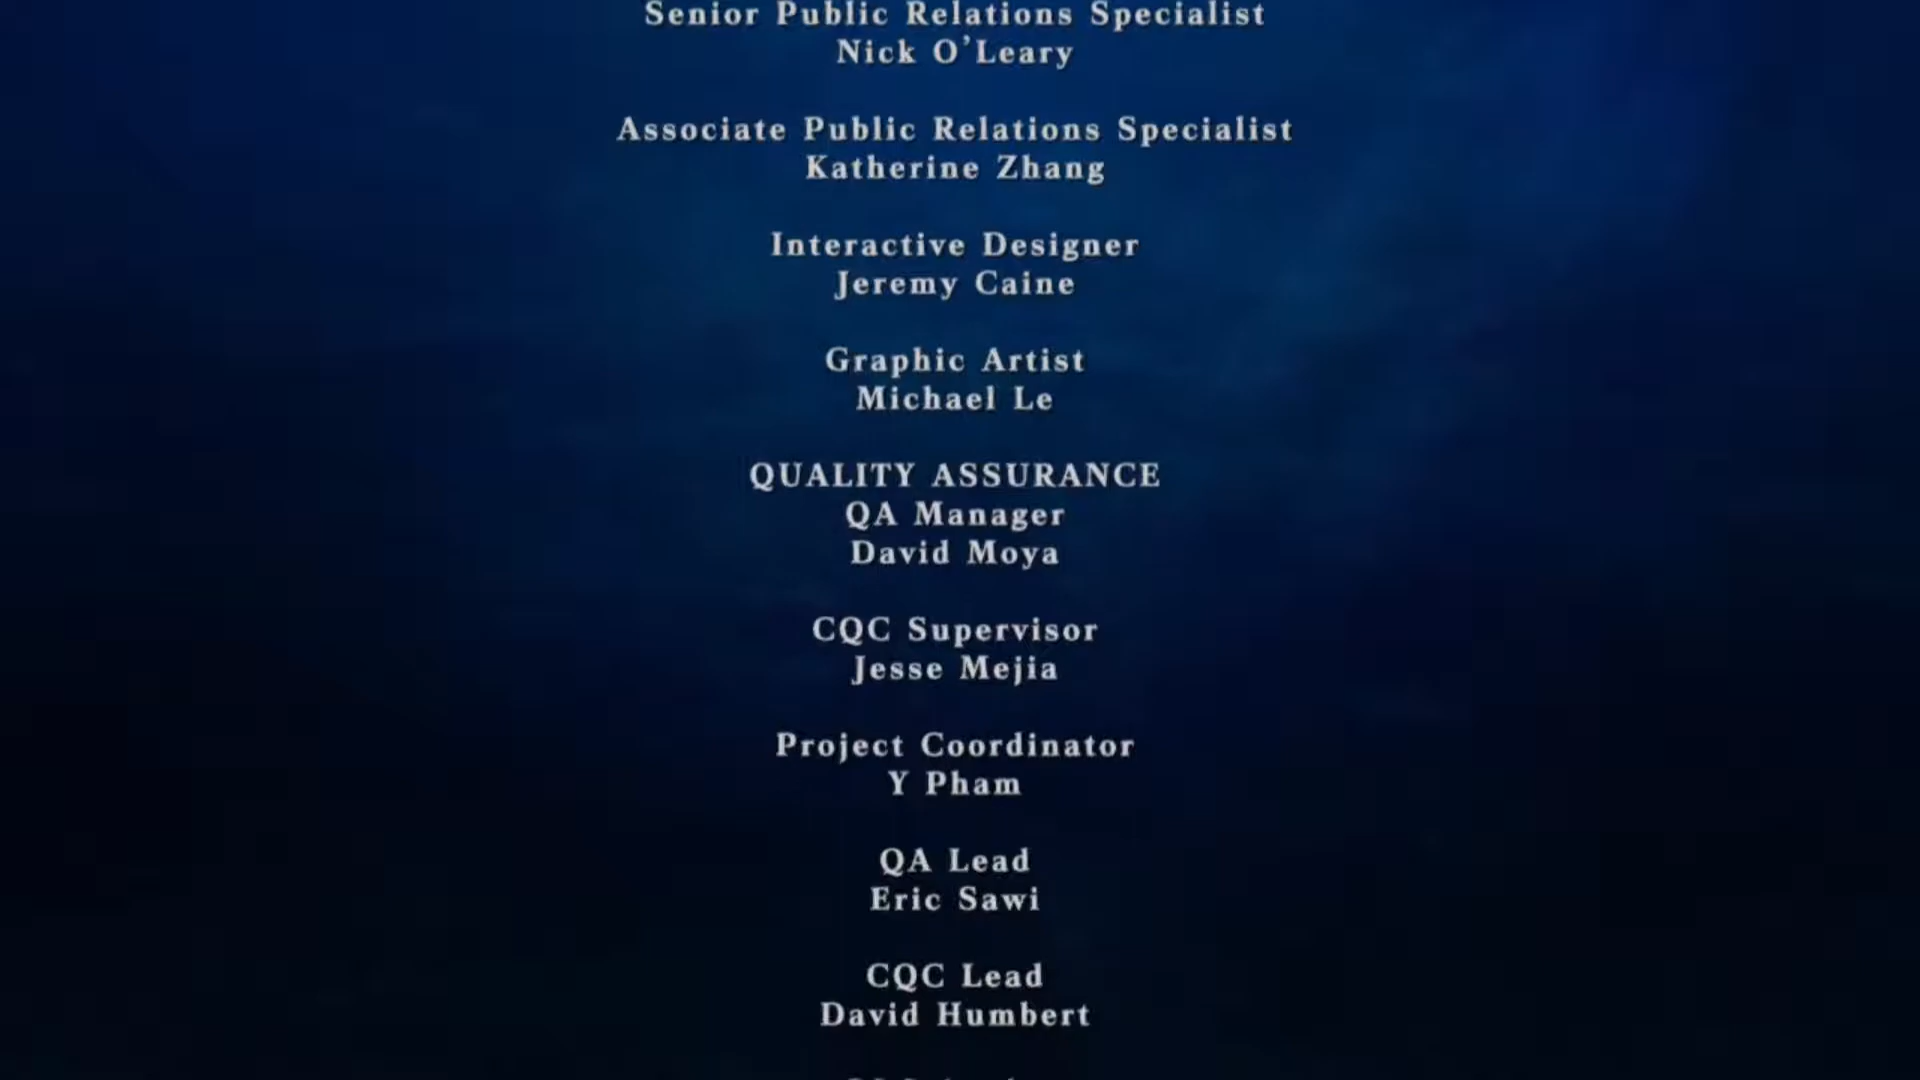 Senior Public Relations Specialist
Nick O’Leary
Associate Public Relations Specialist
Katherine Zhang
Interactive Designer
Jeremy Caine
Graphic Artist
Michael Le
QUALITY ASSURANCE
QA Manager
David Moya
CQC Supervisor
Jesse Mejia
Project Coordinator
Y Pham
QA Lead
Eric Sawi
CQC Lead
David Humbert